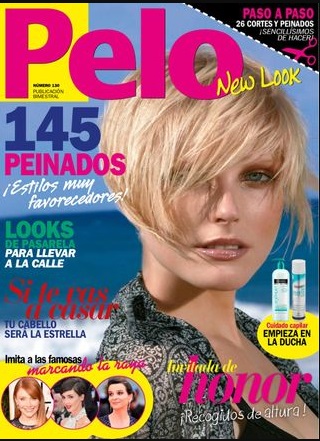 Pelo
New Look
PASO A PASO
26 CORTES Y PEINADOS
¡SENCILLÍSIMOS
DE HACER!
NÚMERO 130
PUBLICACIÓN
BIMESTRAL
145
PEINADOS
¡Estilos muy
favorecedores!
LOOKS
DE PASARELA
PARA LLEVAR
A LA CALLE
Si te vas
a casar
TU CABELLO
SERÁ LA ESTRELLA
Imita a las famosas
marcando la raya
Cuidado capilar
EMPIEZA EN
LA DUCHA
Invitada de
honor
¡Recogidos de altura!